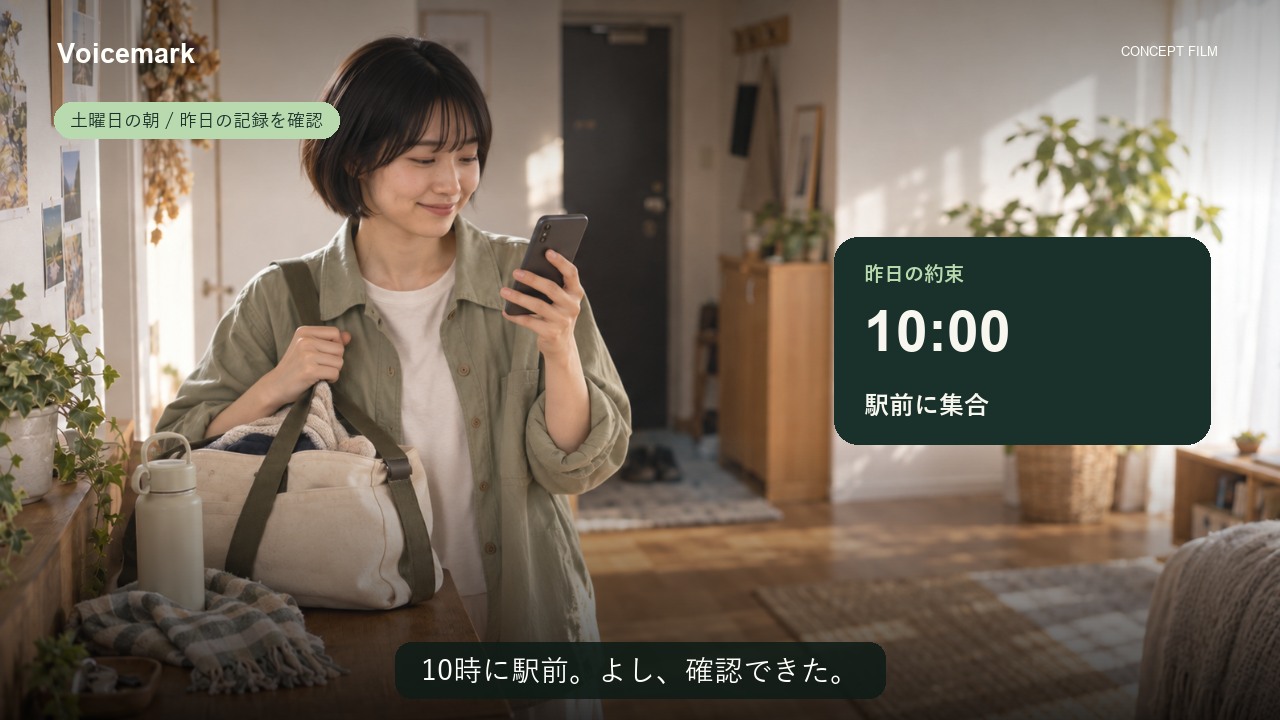 Voicemark
CONCEPT FILM
土曜日の朝 / 昨日の記録を確認
昨日の約束
10:00
駅前に集合
10時に駅前。よし、確認できた。